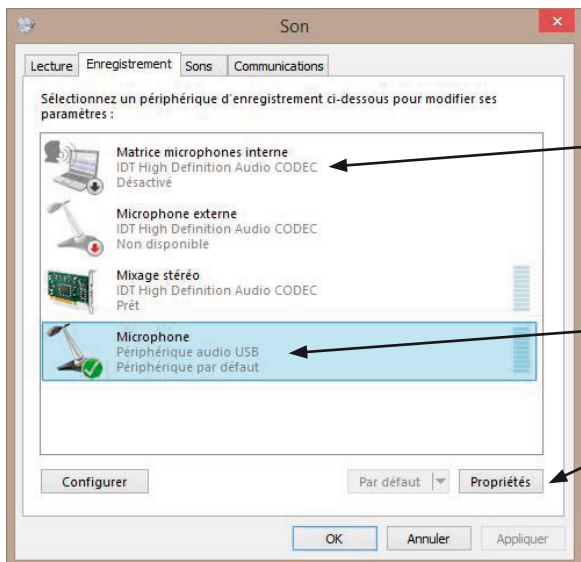 Son
Lecture Enregistrement Sons Communications
Sélectionnez un périphérique d'enregistrement ci-dessous pour modifier ses
paramètres :
Matrice microphones interne
IDT High Definition Audio CODEC
Désactivé
Microphone externe
IDT High Definition Audio CODEC
Non disponible
Mixage stéréo
IDT High Definition Audio CODEC
Prêt
Microphone
Périphérique audio USB
Périphérique par défaut
Configurer Par défaut Propriétés
OK Annuler Appliquer